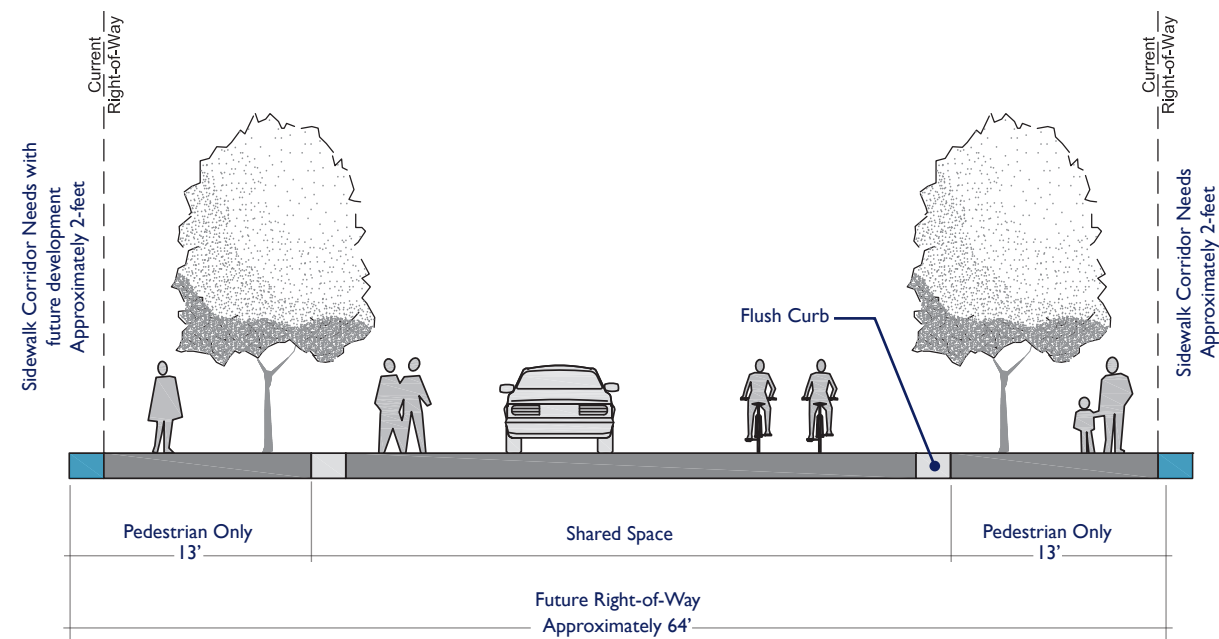 Current
Right-of-Way
Current
Right-of-Way
Sidewalk Corridor Needs with
future development
Approximately 2-feet
Sidewalk Corridor Needs
Approximately 2-feet
Flush Curb
Pedestrian Only
13’
Shared Space
Pedestrian Only
13’
Future Right-of-Way
Approximately 64’